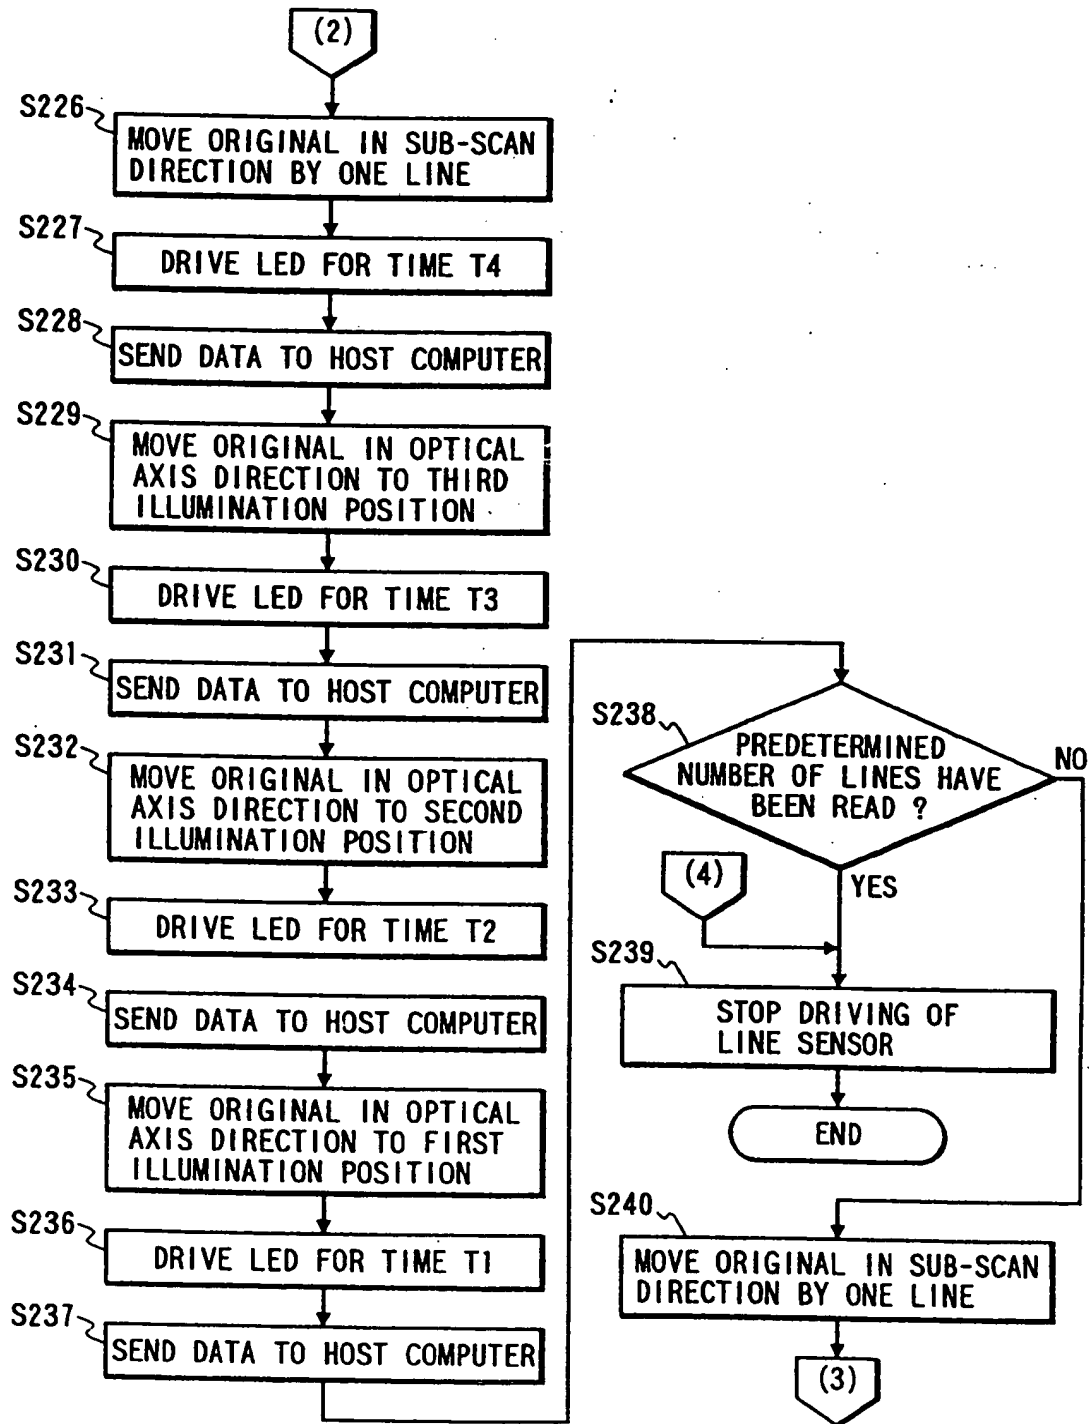 (2)
S226
MOVE ORIGINAL IN SUB-SCAN
DIRECTION BY ONE LINE
S227
DRIVE LED FOR TIME T4
S228
SEND DATA TO HOST COMPUTER
S229
MOVE ORIGINAL IN OPTICAL
AXIS DIRECTION TO THIRD
ILLUMINATION POSITION
S230
DRIVE LED FOR TIME T3
S231
SEND DATA TO HOST COMPUTER
S232
MOVE ORIGINAL IN OPTICAL
AXIS DIRECTION TO SECOND
ILLUMINATION POSITION
S233
DRIVE LED FOR TIME T2
S234
SEND DATA TO HOST COMPUTER
S235
MOVE ORIGINAL IN OPTICAL
AXIS DIRECTION TO FIRST
ILLUMINATION POSITION
S236
DRIVE LED FOR TIME T1
S237
SEND DATA TO HOST COMPUTER
S238
PREDETERMINED
NUMBER OF LINES HAVE
BEEN READ ?
NO
YES
(4)
S239
STOP DRIVING OF
LINE SENSOR
END
S240
MOVE ORIGINAL IN SUB-SCAN
DIRECTION BY ONE LINE
(3)